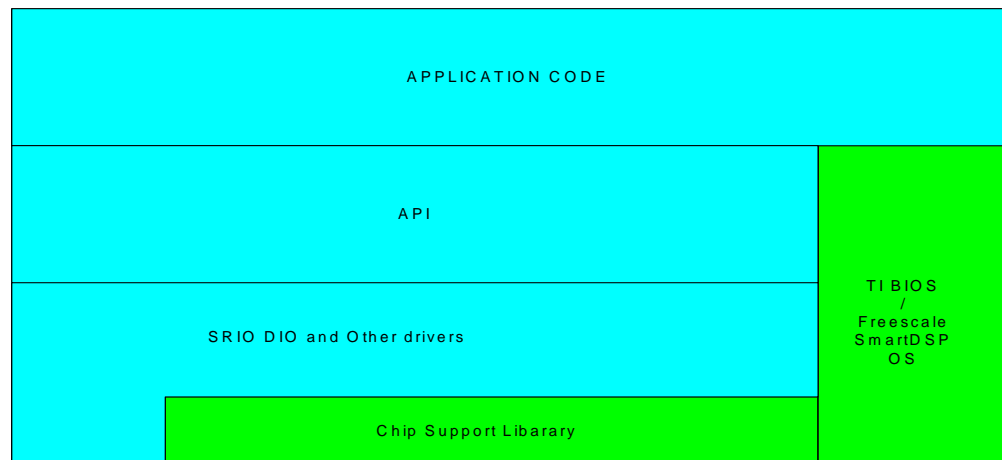 APPLICATION CODE
API
TI BIOS
/
Freescale
SmartDSP
OS
SRIO DIO and Other drivers
Chip Support Libarary